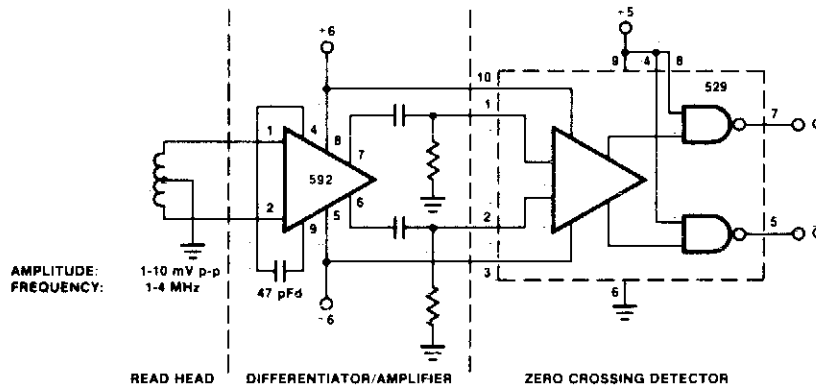 +5
+6
9 4 8
529
10
1
7
Q
1 4 8
7
592
6
2 5
9
2
5
3
6
AMPLITUDE: 1-10 mV p-p
FREQUENCY: 1-4 MHz
47 pFd
-6
READ HEAD DIFFERENTIATOR/AMPLIFIER ZERO CROSSING DETECTOR